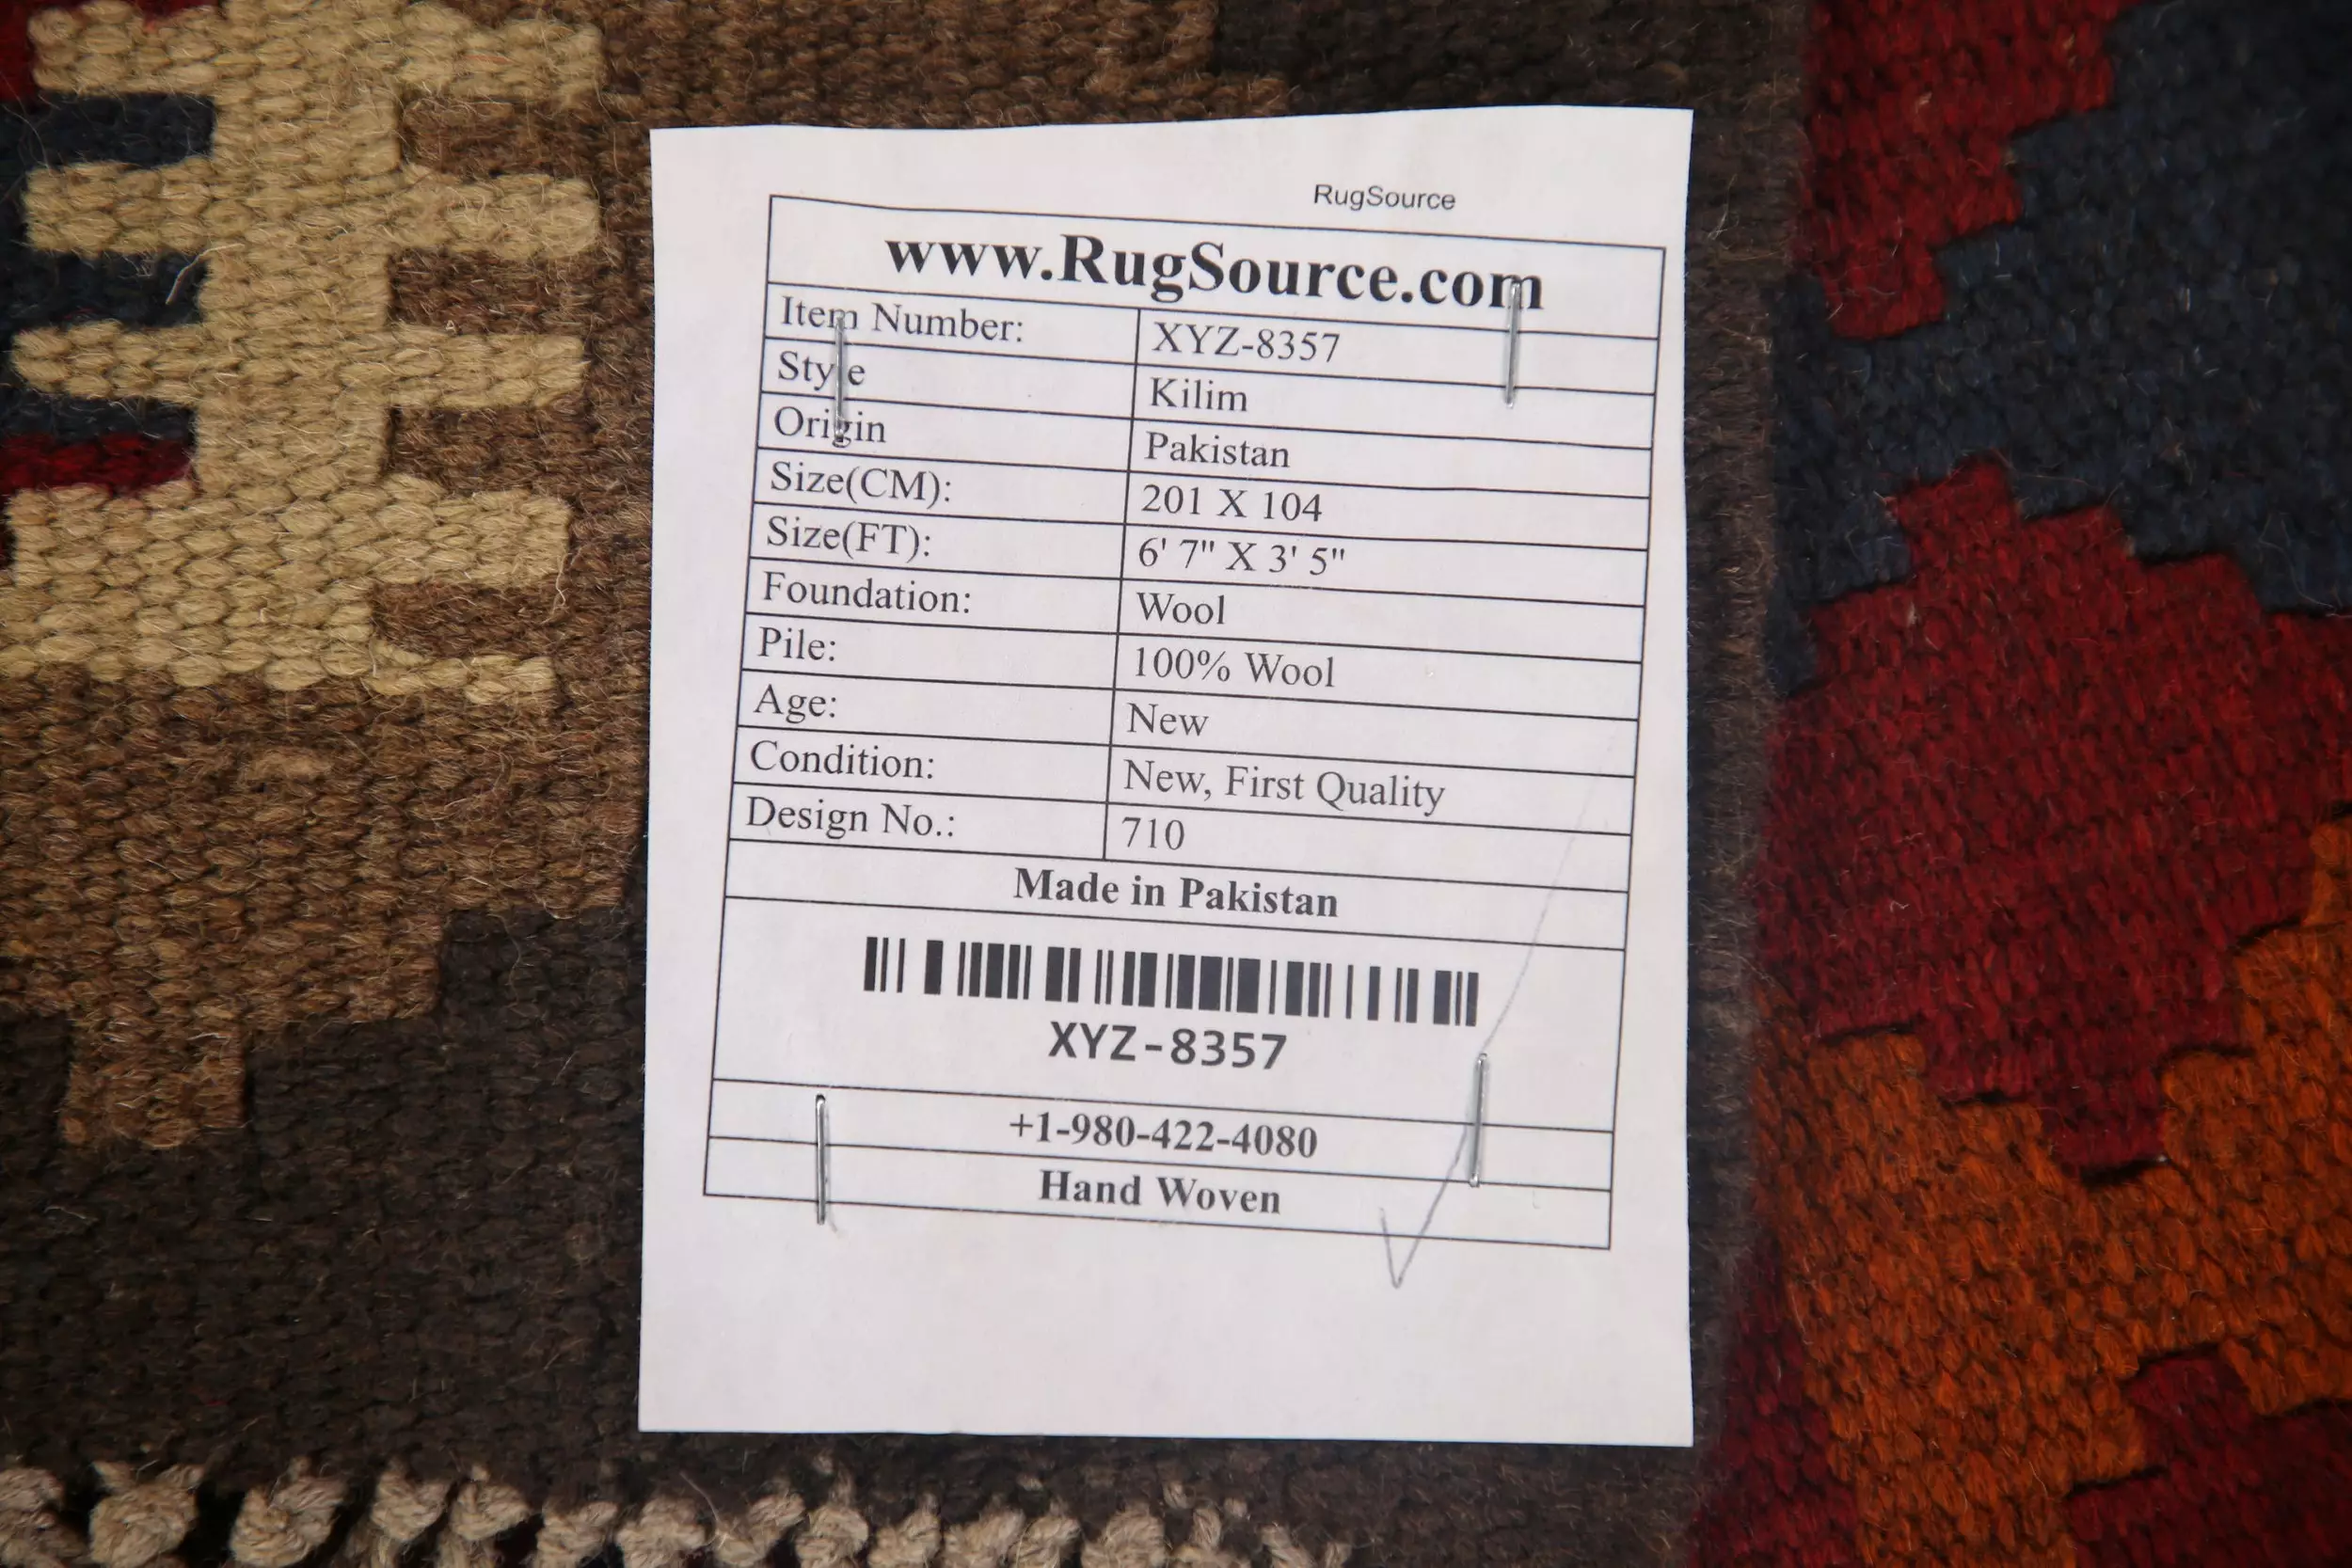 RugSource
www.RugSource.com
Item Number: XYZ-8357
Style Kilim
Origin Pakistan
Size(CM): 201 X 104
Size(FT): 6' 7" X 3' 5"
Foundation: Wool
Pile: 100% Wool
Age: New
Condition: New, First Quality
Design No.: 710
Made in Pakistan
XYZ-8357
+1-980-422-4080
Hand Woven